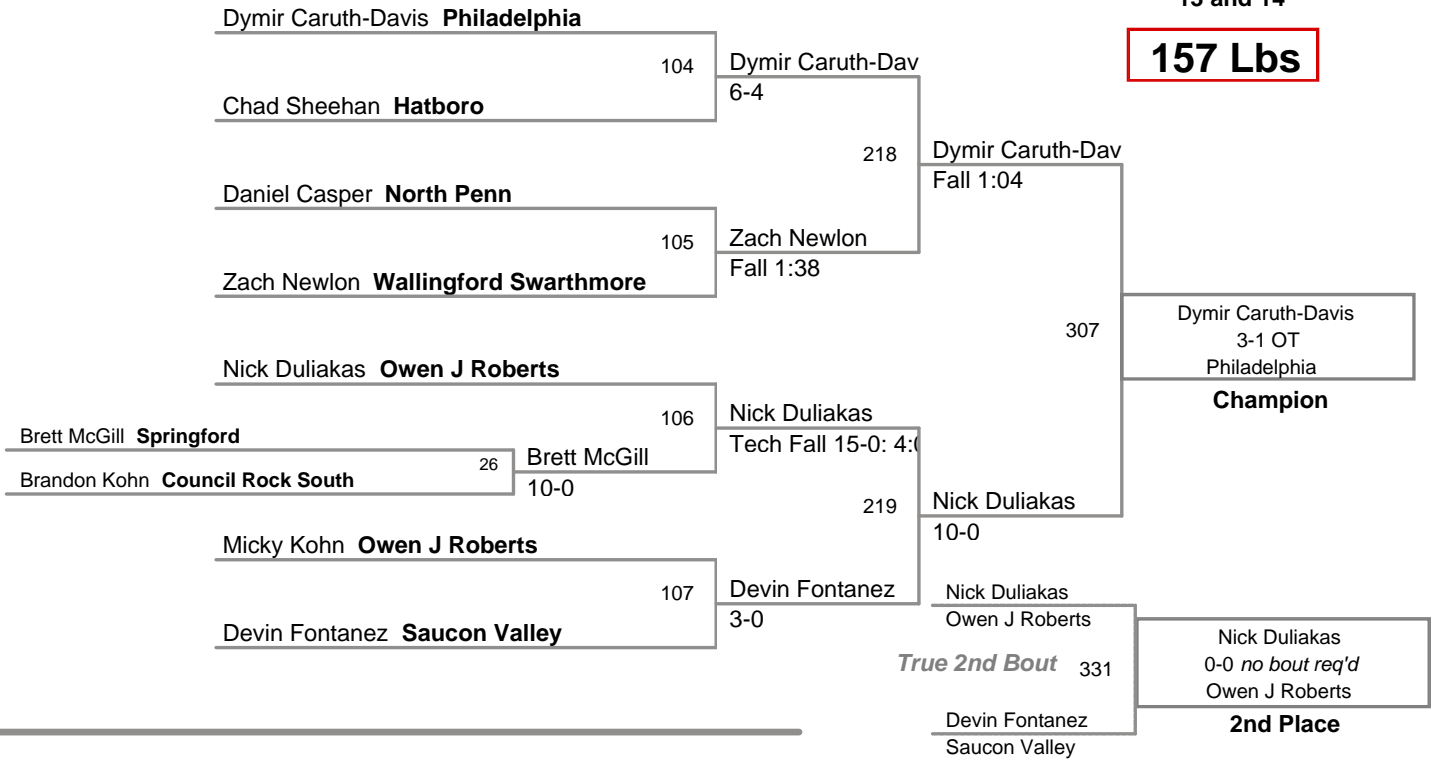 13 and 14
157 Lbs
Dymir Caruth-Davis Philadelphia
104
Chad Sheehan Hatboro
Dymir Caruth-Dav
6-4
218
Daniel Casper North Penn
105
Zach Newlon Wallingford Swarthmore
Zach Newlon
Fall 1:38
Dymir Caruth-Dav
Fall 1:04
307
Nick Duliakas Owen J Roberts
106
Brett McGill Springford
26
Brandon Kohn Council Rock South
Brett McGill
10-0
Nick Duliakas
Tech Fall 15-0: 4:0
219
Micky Kohn Owen J Roberts
107
Devin Fontanez Saucon Valley
Devin Fontanez
3-0
Nick Duliakas
10-0
Dymir Caruth-Davis
3-1 OT
Philadelphia
Champion
Nick Duliakas
Owen J Roberts
True 2nd Bout 331
Devin Fontanez
Saucon Valley
Nick Duliakas
0-0 no bout req'd
Owen J Roberts
2nd Place